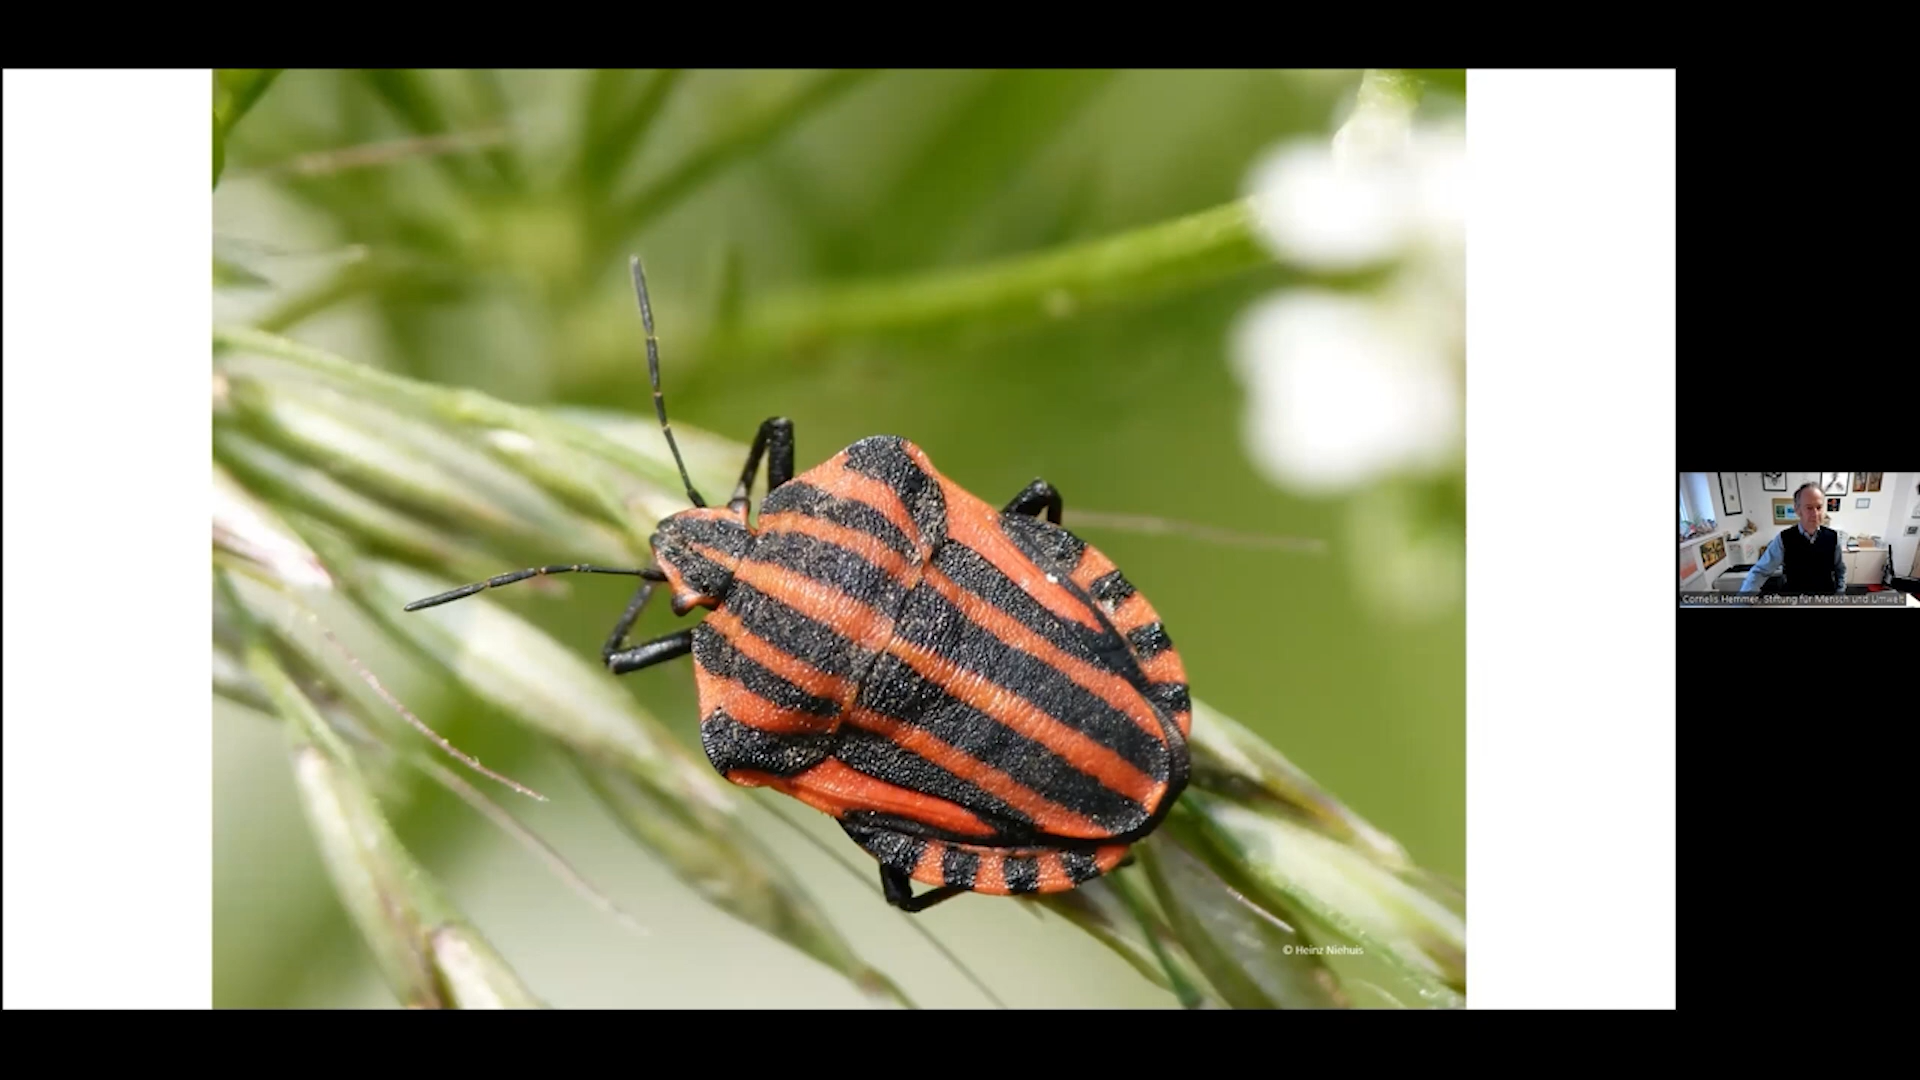 © Heinz Niehuis
Cornelis Hemmer, Stiftung für Mensch und Umwelt